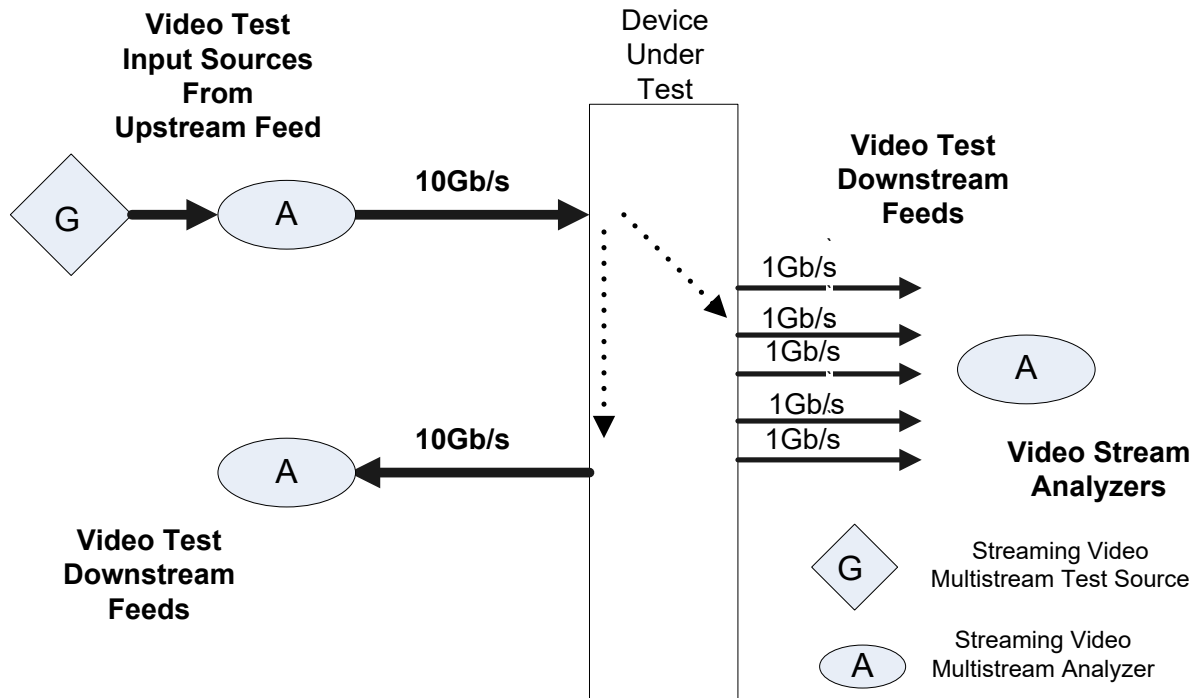 Video Test
Input Sources
From
Upstream Feed
Device
Under
Test
G
A
10Gb/s
Video Test
Downstream
Feeds
1Gb/s
1Gb/s
1Gb/s
1Gb/s
1Gb/s
A
Video Stream
Analyzers
10Gb/s
A
Video Test
Downstream
Feeds
G
Streaming Video
Multistream Test Source
A
Streaming Video
Multistream Analyzer